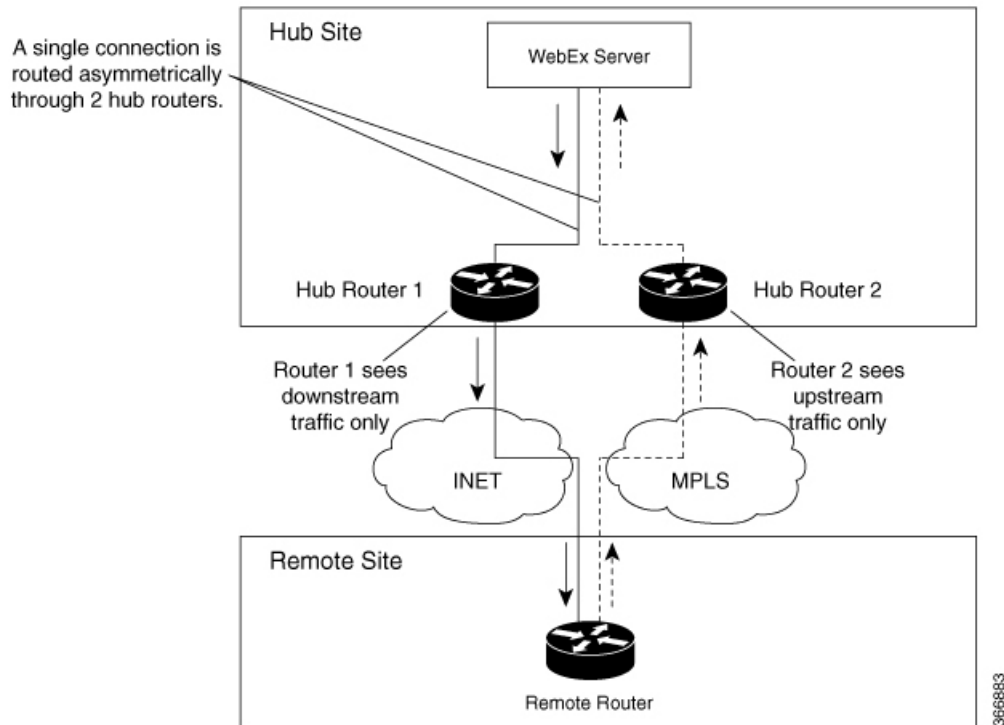 Hub Site
A single connection is
routed asymmetrically
through 2 hub routers.
WebEx Server
Hub Router 1
Hub Router 2
Router 1 sees
downstream
traffic only
Router 2 sees
upstream
traffic only
INET
MPLS
Remote Site
Remote Router
366883